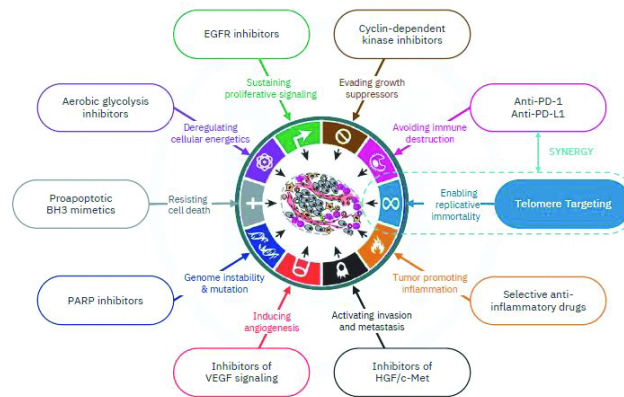 EGFR inhibitors
Cyclin-dependent
kinase inhibitors
Sustaining
proliferative signaling
Evading growth
suppressors
Aerobic glycolysis
inhibitors
Deregulating
cellular energetics
Avoiding immune
destruction
Anti-PD-1
Anti-PD-L1
SYNERGY
Proapoptotic
BH3 mimetics
Resisting
cell death
Enabling
replicative
immortality
Telomere Targeting
PARP inhibitors
Genome instability
& mutation
Tumor promoting
inflammation
Selective anti-
inflammatory drugs
Inducing
angiogenesis
Activating invasion
and metastasis
Inhibitors of
VEGF signaling
Inhibitors of
HGF/c-Met